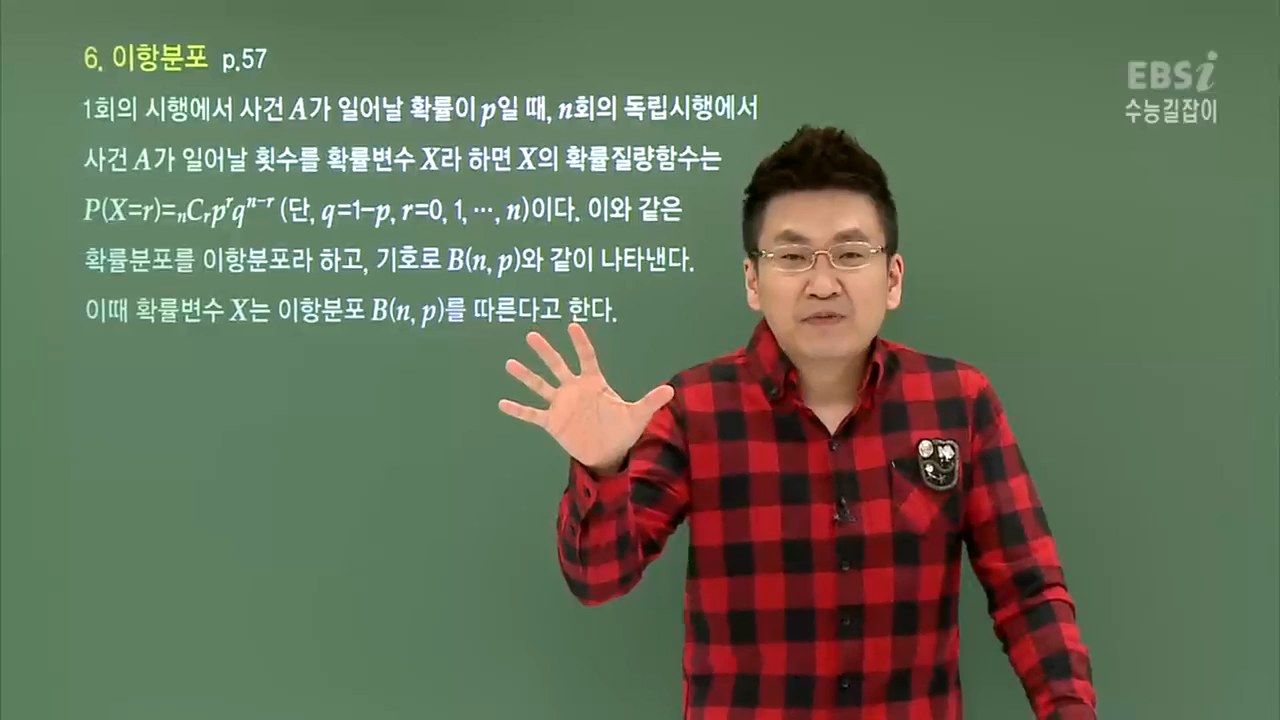 6. 이항분포 p.57
1회의 시행에서 사건 A가 일어날 확률이 p일 때, n회의 독립시행에서
사건 A가 일어날 횟수를 확률변수 X라 하면 X의 확률질량함수는
P(X=r)=ₙCᵣpʳqⁿ⁻ʳ (단, q=1-p, r=0, 1, ⋯, n)이다. 이와 같은
확률분포를 이항분포라 하고, 기호로 B(n, p)와 같이 나타낸다.
이때 확률변수 X는 이항분포 B(n, p)를 따른다고 한다.
EBSi
수능길잡이